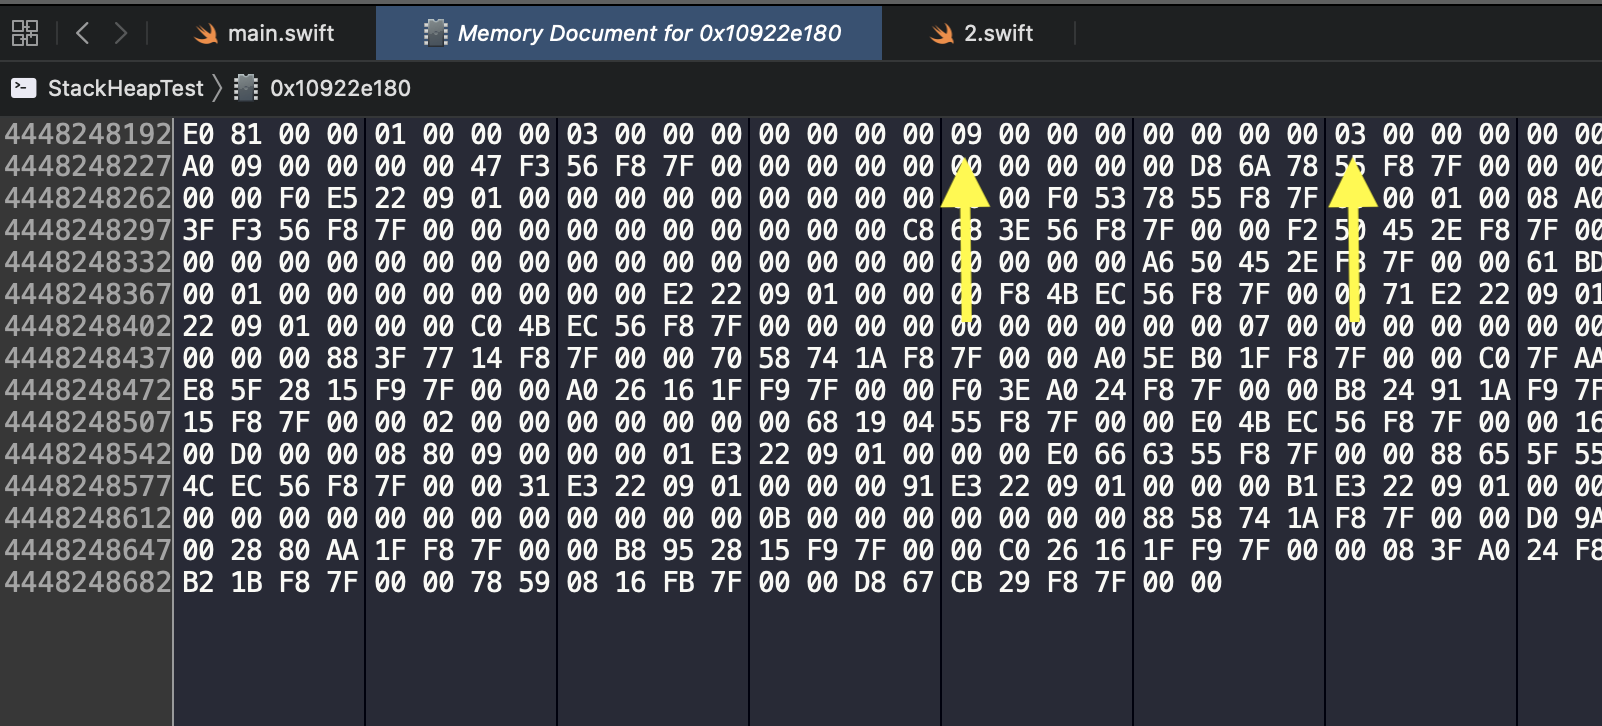 main.swift Memory Document for 0x10922e180 2.swift
StackHeapTest 0x10922e180
4448248192 E0 81 00 00 01 00 00 00 03 00 00 00 00 00 00 00 09 00 00 00 00 00 00 00 03 00 00 00 00 00
4448248227 A0 09 00 00 00 00 47 F3 56 F8 7F 00 00 00 00 00 00 00 00 00 00 D8 6A 78 55 F8 7F 00 00 00
4448248262 00 00 F0 E5 22 09 01 00 00 00 00 00 00 00 00 00 00 F0 53 78 55 F8 7F 00 01 00 08 A0
4448248297 3F F3 56 F8 7F 00 00 00 00 00 00 00 00 00 00 C8 68 3E 56 F8 7F 00 00 F2 50 45 2E F8 7F 00
4448248332 00 00 00 00 00 00 00 00 00 00 00 00 00 00 00 00 00 00 00 00 A6 50 45 2E F8 7F 00 00 61 BD
4448248367 00 01 00 00 00 00 00 00 00 00 E2 22 09 01 00 00 00 F8 4B EC 56 F8 7F 00 00 71 E2 22 09 01
4448248402 22 09 01 00 00 00 C0 4B EC 56 F8 7F 00 00 00 00 00 00 00 00 00 00 07 00 00 00 00 00 00 00
4448248437 00 00 00 88 3F 77 14 F8 7F 00 00 70 58 74 1A F8 7F 00 00 A0 5E B0 1F F8 7F 00 00 C0 7F AA
4448248472 E8 5F 28 15 F9 7F 00 00 A0 26 16 1F F9 7F 00 00 F0 3E A0 24 F8 7F 00 00 B8 24 91 1A F9 7F
4448248507 15 F8 7F 00 00 02 00 00 00 00 00 00 00 68 19 04 55 F8 7F 00 00 E0 4B EC 56 F8 7F 00 00 16
4448248542 00 D0 00 00 08 80 09 00 00 00 01 E3 22 09 01 00 00 00 E0 66 63 55 F8 7F 00 00 88 65 5F 55
4448248577 4C EC 56 F8 7F 00 00 31 E3 22 09 01 00 00 00 91 E3 22 09 01 00 00 00 B1 E3 22 09 01 00 00
4448248612 00 00 00 00 00 00 00 00 00 00 00 00 0B 00 00 00 00 00 00 00 88 58 74 1A F8 7F 00 00 D0 9A
4448248647 00 28 80 AA 1F F8 7F 00 00 B8 95 28 15 F9 7F 00 00 C0 26 16 1F F9 7F 00 00 08 3F A0 24 F8
4448248682 B2 1B F8 7F 00 00 78 59 08 16 FB 7F 00 00 D8 67 CB 29 F8 7F 00 00